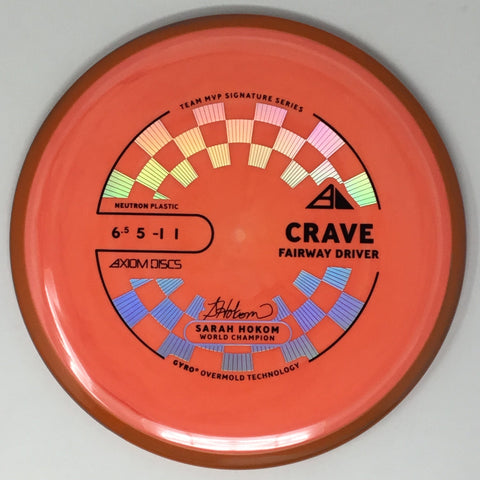 TEAM MVP SIGNATURE SERIES
NEUTRON PLASTIC
6.5 5 -1 1
AXIOM DISCS
CRAVE
FAIRWAY DRIVER
SHokom
SARAH HOKOM
WORLD CHAMPION
GYRO® OVERMOLD TECHNOLOGY